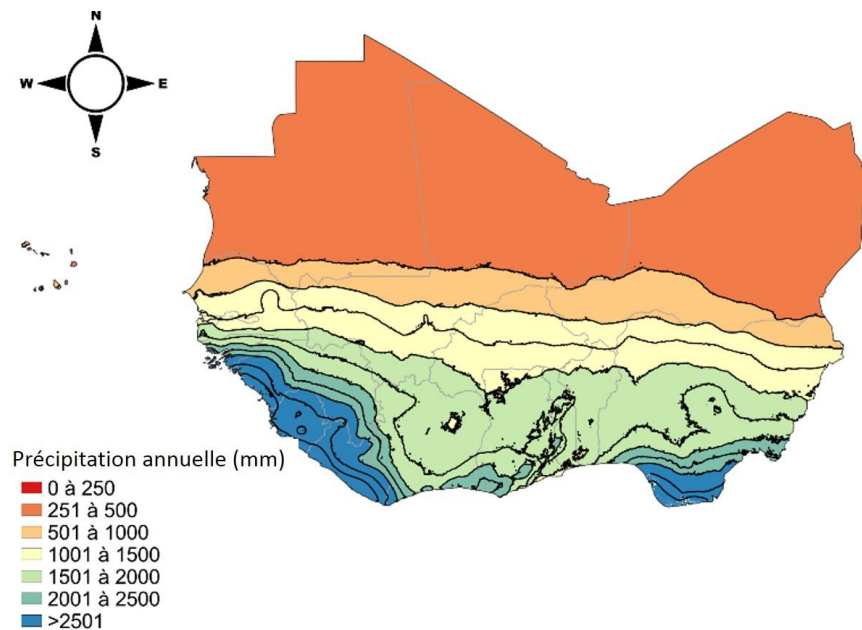 N
W E
S
Précipitation annuelle (mm)
0 à 250
251 à 500
501 à 1000
1001 à 1500
1501 à 2000
2001 à 2500
>2501